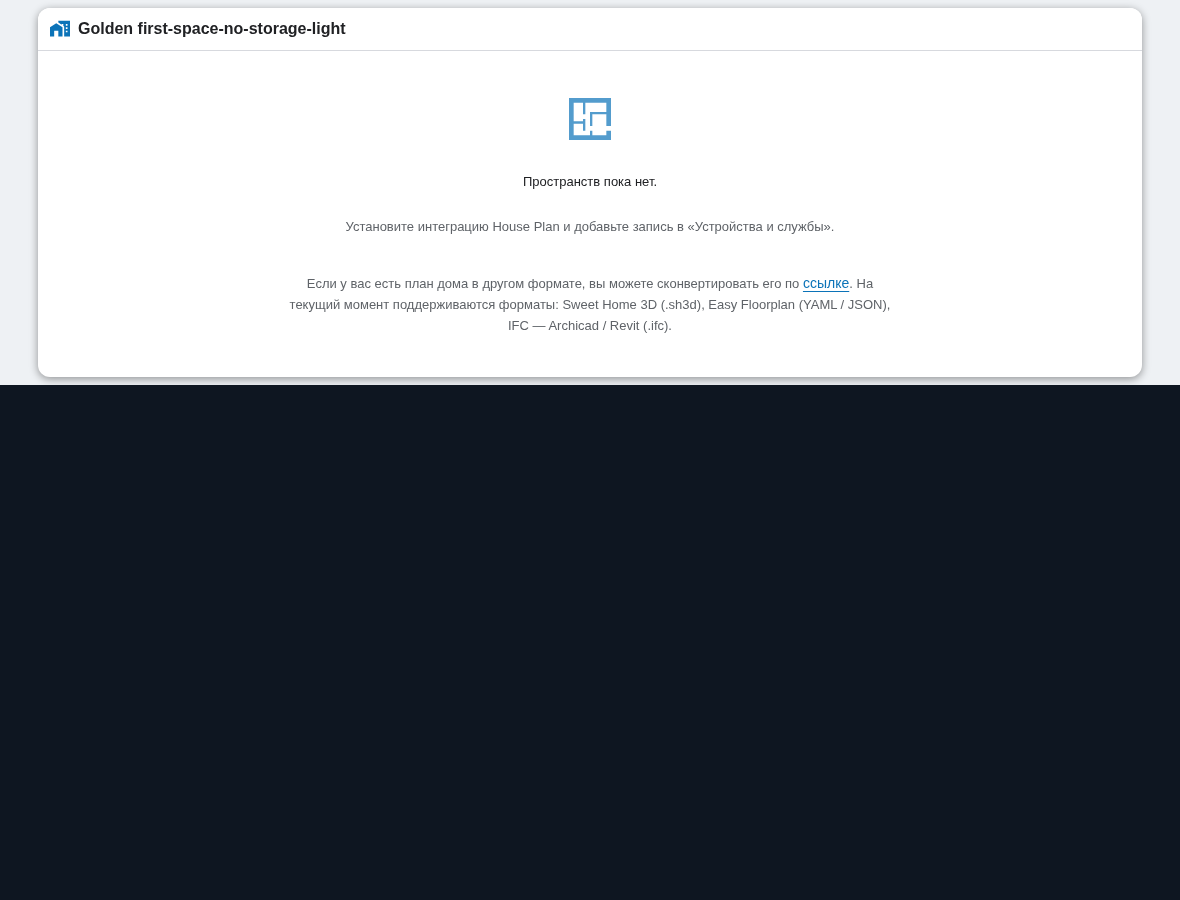 Golden first-space-no-storage-light
Пространств пока нет.
Установите интеграцию House Plan и добавьте запись в «Устройства и службы».
Если у вас есть план дома в другом формате, вы можете сконвертировать его по ссылке. На
текущий момент поддерживаются форматы: Sweet Home 3D (.sh3d), Easy Floorplan (YAML / JSON),
IFC — Archicad / Revit (.ifc).